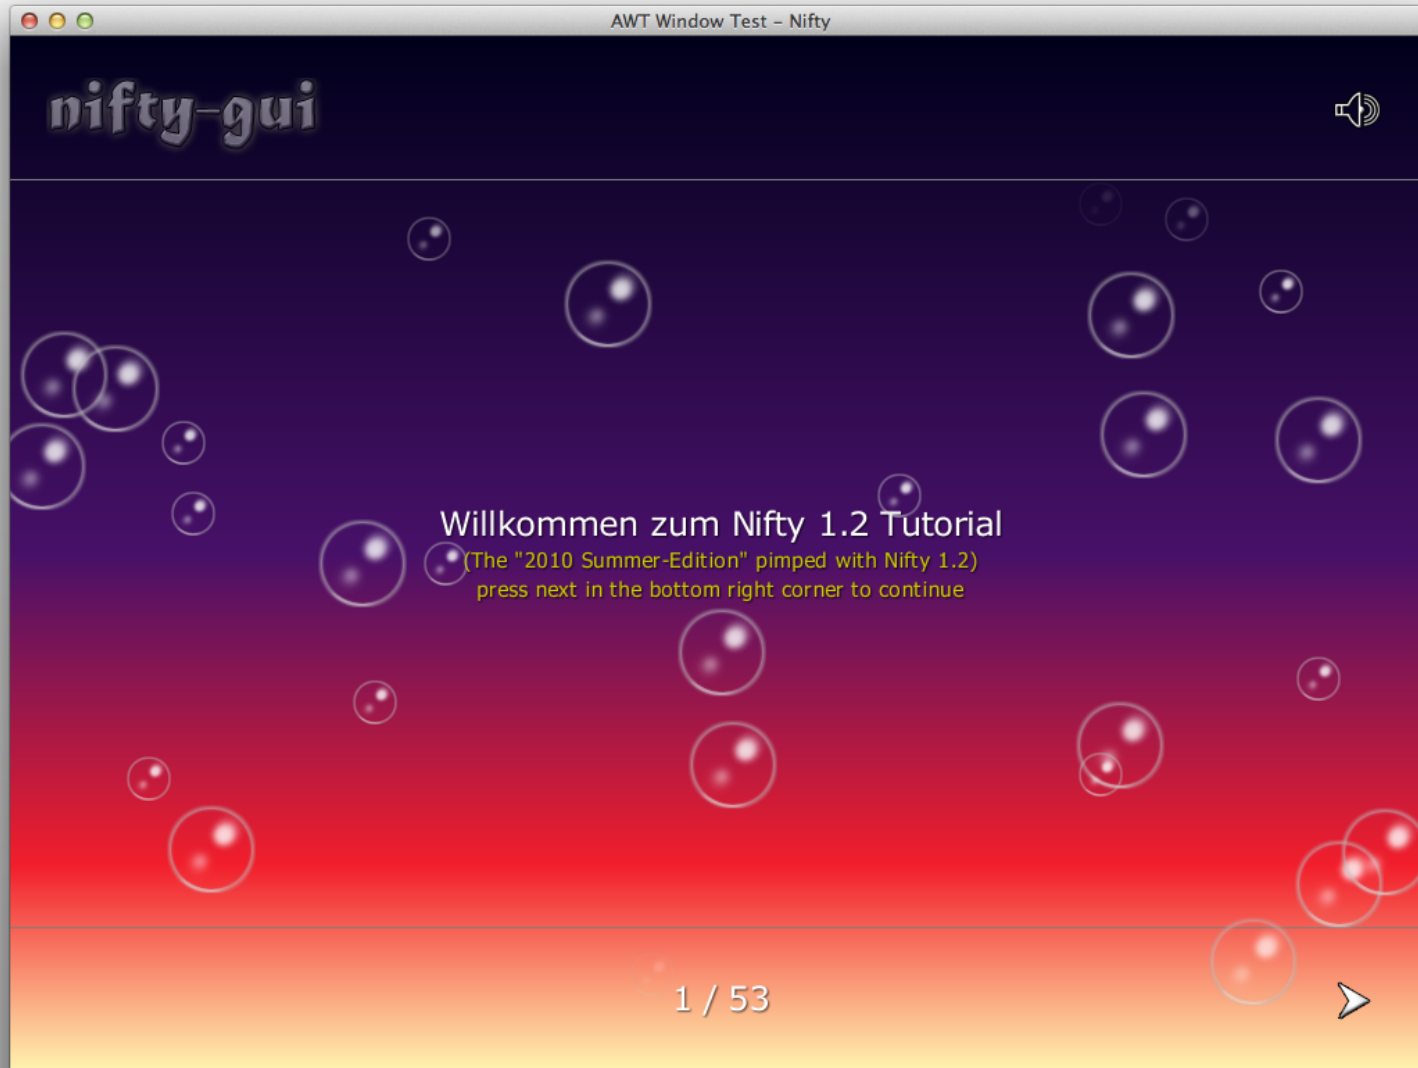 AWT Window Test – Nifty
nifty-gui
Willkommen zum Nifty 1.2 Tutorial
(The "2010 Summer-Edition" pimped with Nifty 1.2)
press next in the bottom right corner to continue
1 / 53